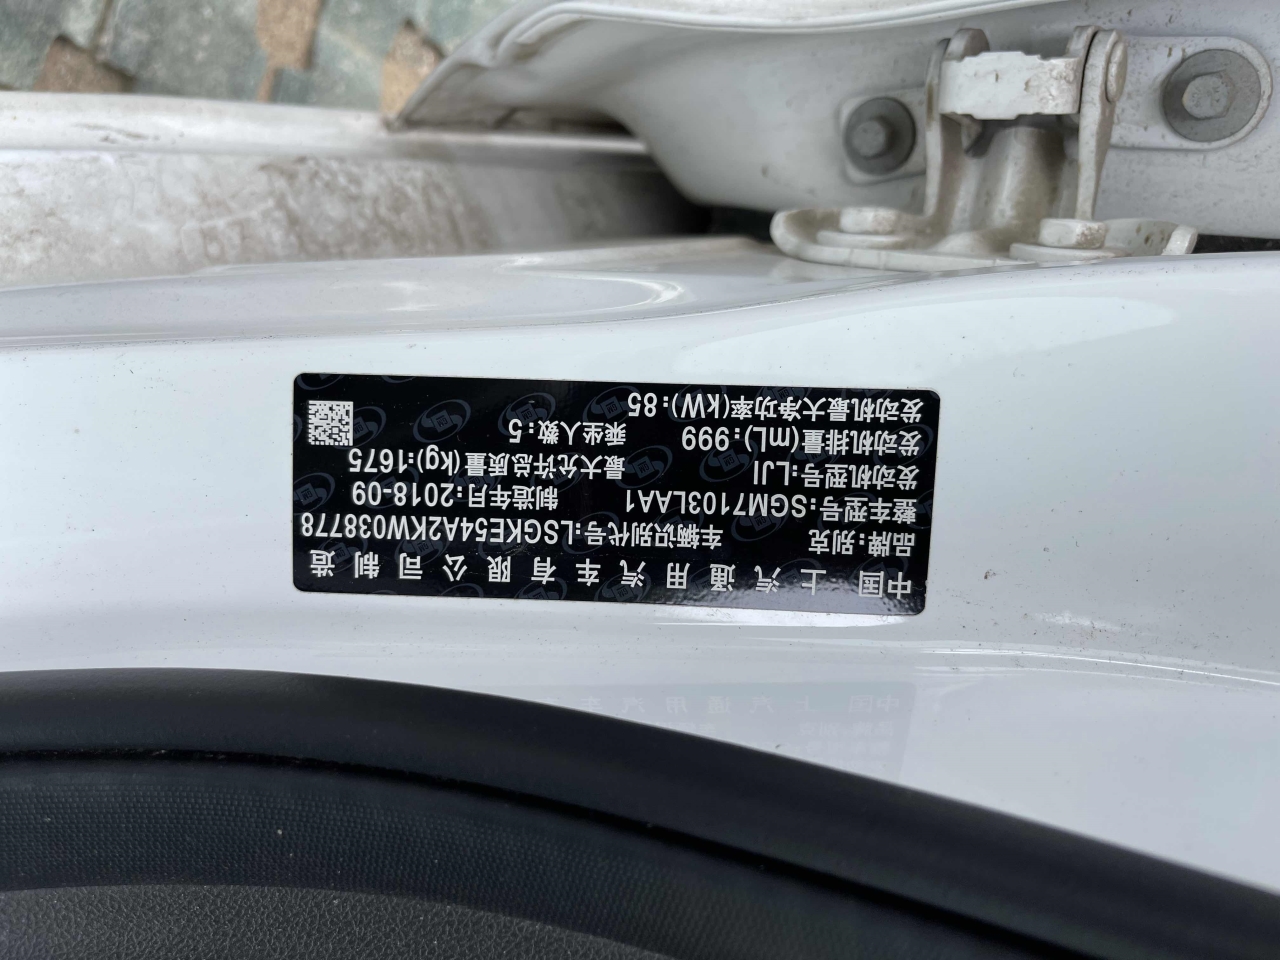 中国 上汽通用汽车有限公司制造
品牌:别克 车辆识别代号:LSGKE54A2KW038778
整车型号:SGM7103LAA1 制造年月:2018-09
发动机型号:LJI 最大允许总质量(kg):1675
发动机排量(mL):999 乘坐人数:5
发动机最大净功率(kW):85